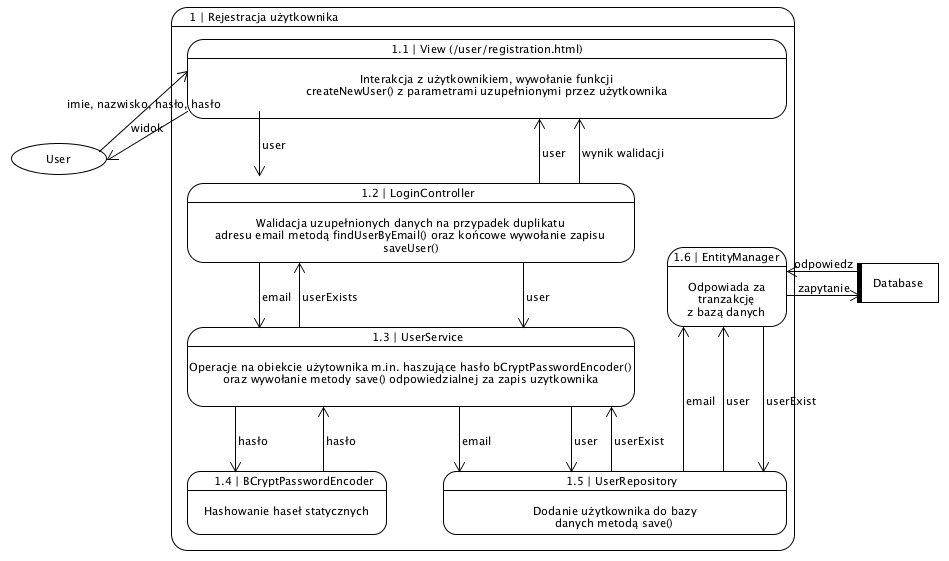 1 | Rejestracja użytkownika
1.1 | View (/user/registration.html)
Interakcja z użytkownikiem, wywołanie funkcji
createNewUser() z parametrami uzupełnionymi przez użytkownika
imie, nazwisko, hasło, hasło
widok
User
user
user
wynik walidacji
1.2 | LoginController
Walidacja uzupełnionych danych na przypadek duplikatu
adresu email metodą findUserByEmail() oraz końcowe wywołanie zapisu
saveUser()
1.6 | EntityManager
Odpowiada za
tranzakcję
z bazą danych
odpowiedz
zapytanie
Database
email
userExists
user
1.3 | UserService
Operacje na obiekcie użytownika m.in. haszujące hasło bCryptPasswordEncoder()
oraz wywołanie metody save() odpowiedzialnej za zapis uzytkownika
email
user
userExist
hasło
hasło
email
user
userExist
1.4 | BCryptPasswordEncoder
Hashowanie haseł statycznych
1.5 | UserRepository
Dodanie użytkownika do bazy
danych metodą save()